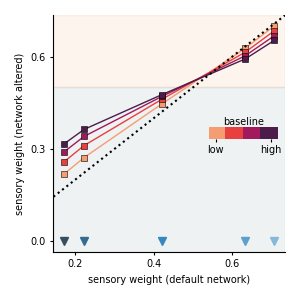 sensory weight (network altered)
0.6
0.3
0.0
baseline
low high
0.2 0.4 0.6
sensory weight (default network)